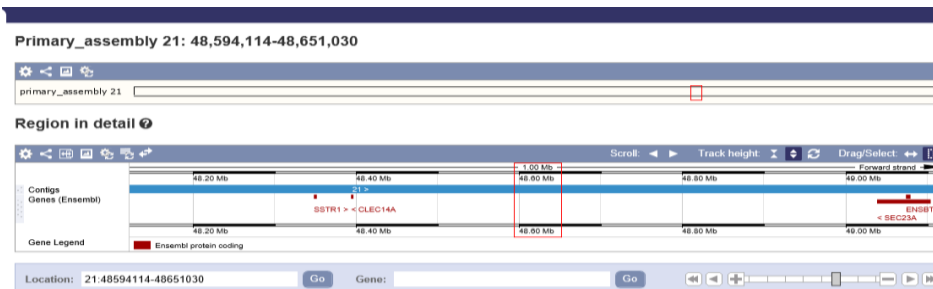 Primary_assembly 21: 48,594,114-48,651,030
primary_assembly 21
Region in detail
Scroll: Track height: Drag/Select:
1.00 Mb Forward strand
48.20 Mb 48.40 Mb 48.60 Mb 48.80 Mb 49.00 Mb
Contigs 21 >
Genes (Ensembl)
SSTR1 > < CLEC14A ENSBT
< SEC23A
48.20 Mb 48.40 Mb 48.60 Mb 48.80 Mb 49.00 Mb
Gene Legend Ensembl protein coding
Location: 21:48594114-48651030 Go Gene: Go